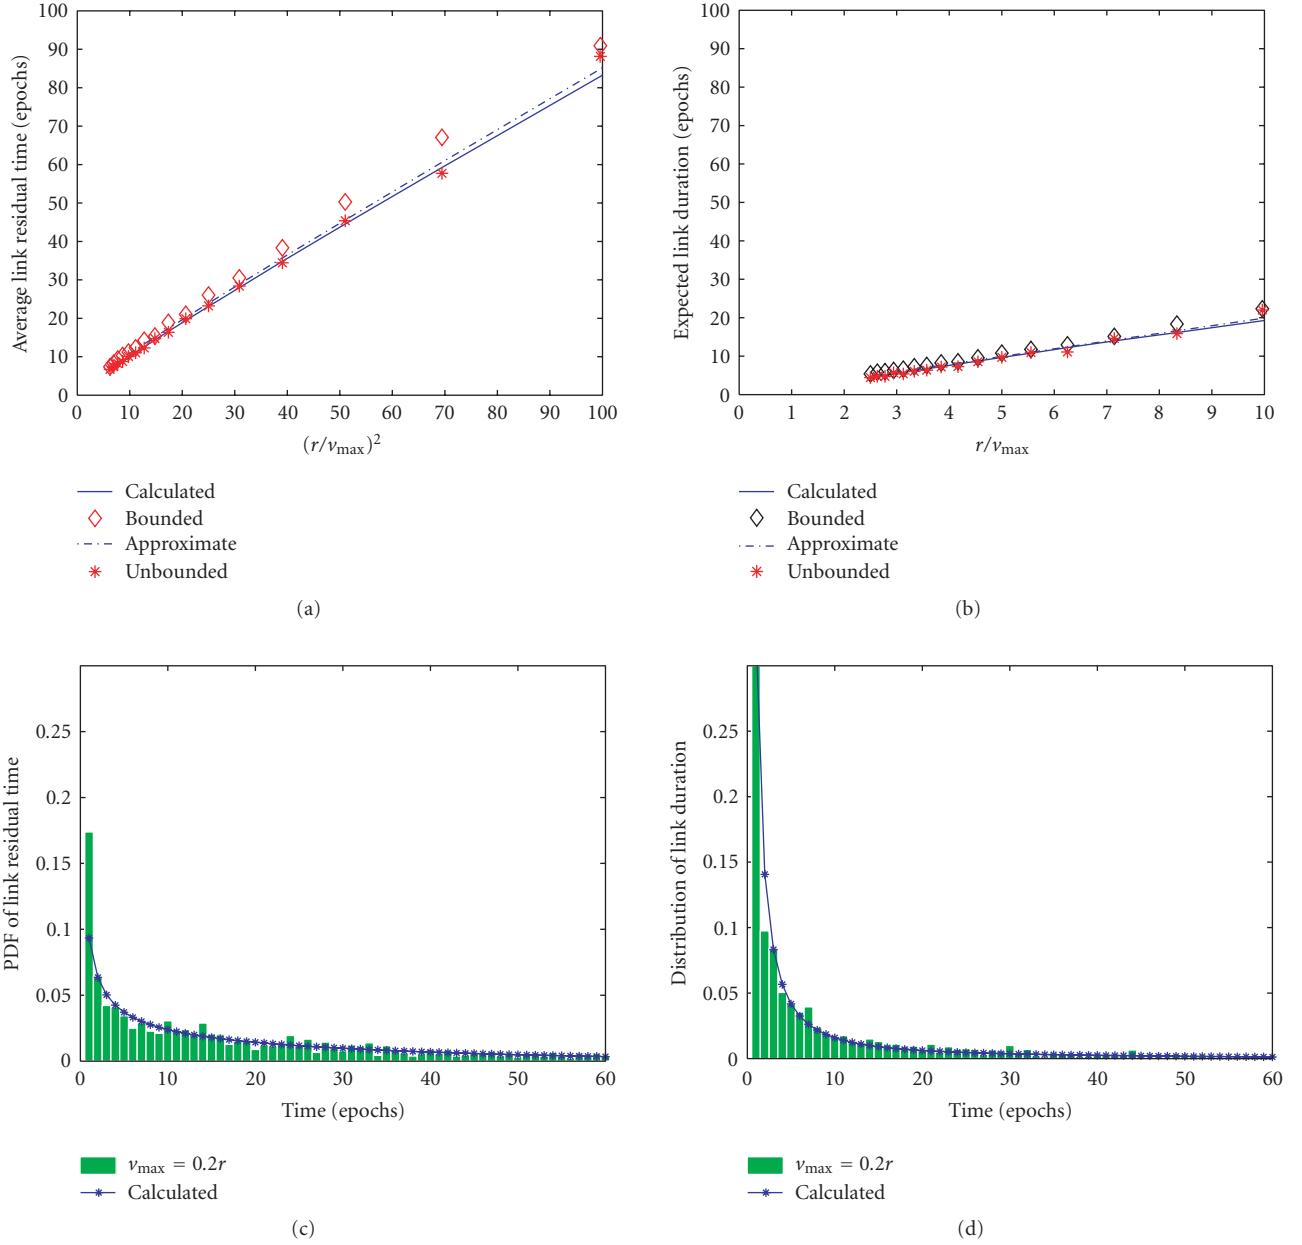 Average link residual time (epochs)
100
90
80
70
60
50
40
30
20
10
0
0 10 20 30 40 50 60 70 80 90 100
(r/v_max)^2
Calculated
Bounded
Approximate
Unbounded
(a)
Expected link duration (epochs)
100
90
80
70
60
50
40
30
20
10
0
0 1 2 3 4 5 6 7 8 9 10
r/v_max
Calculated
Bounded
Approximate
Unbounded
(b)
PDF of link residual time
0.25
0.2
0.15
0.1
0.05
0
0 10 20 30 40 50 60
Time (epochs)
v_max = 0.2r
Calculated
(c)
Distribution of link duration
0.25
0.2
0.15
0.1
0.05
0
0 10 20 30 40 50 60
Time (epochs)
v_max = 0.2r
Calculated
(d)